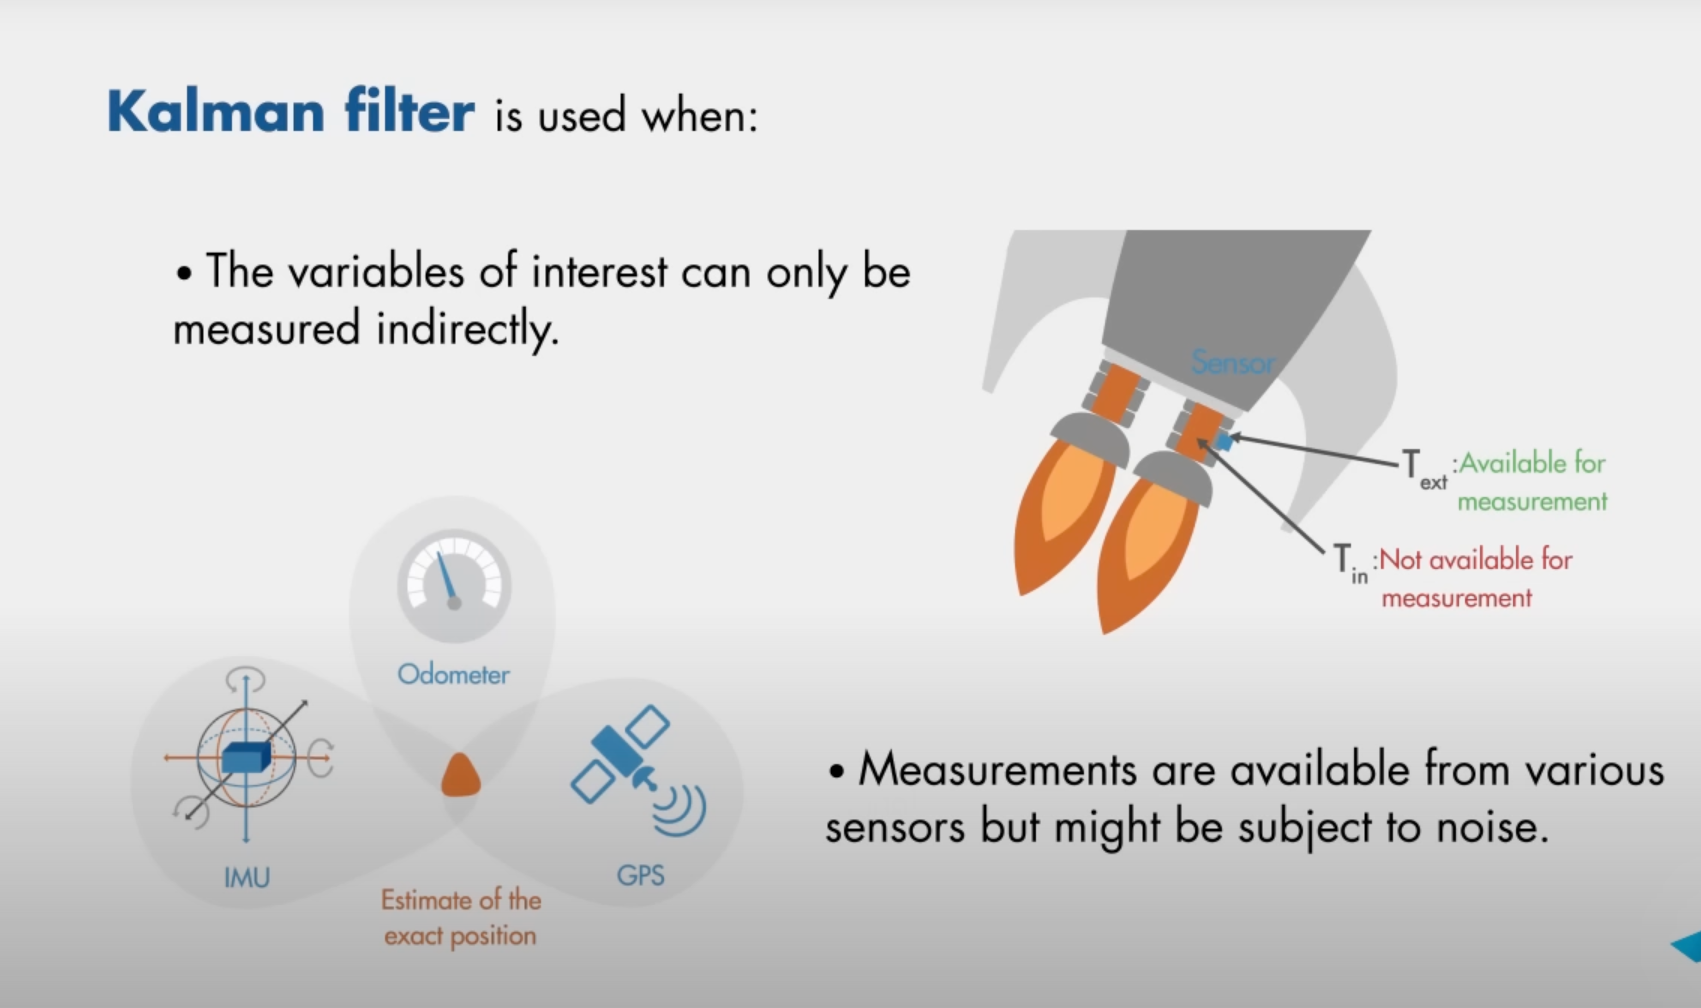 Kalman filter is used when:
• The variables of interest can only be
measured indirectly.
Sensor
T ext :Available for
measurement
T in :Not available for
measurement
Odometer
IMU
GPS
Estimate of the
exact position
• Measurements are available from various
sensors but might be subject to noise.